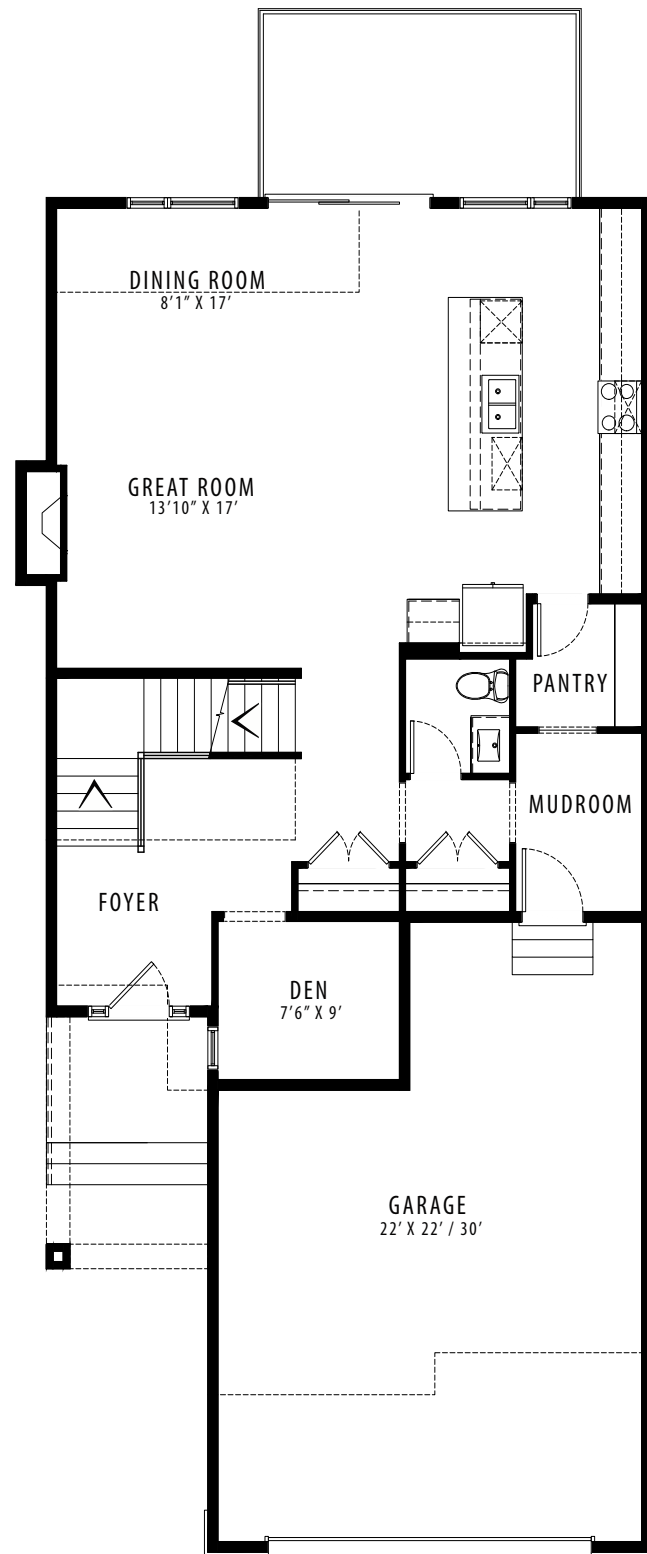 DINING ROOM
8'1" X 17'
GREAT ROOM
13'10" X 17'
PANTRY
MUDROOM
FOYER
DEN
7'6" X 9'
GARAGE
22' X 22' / 30'